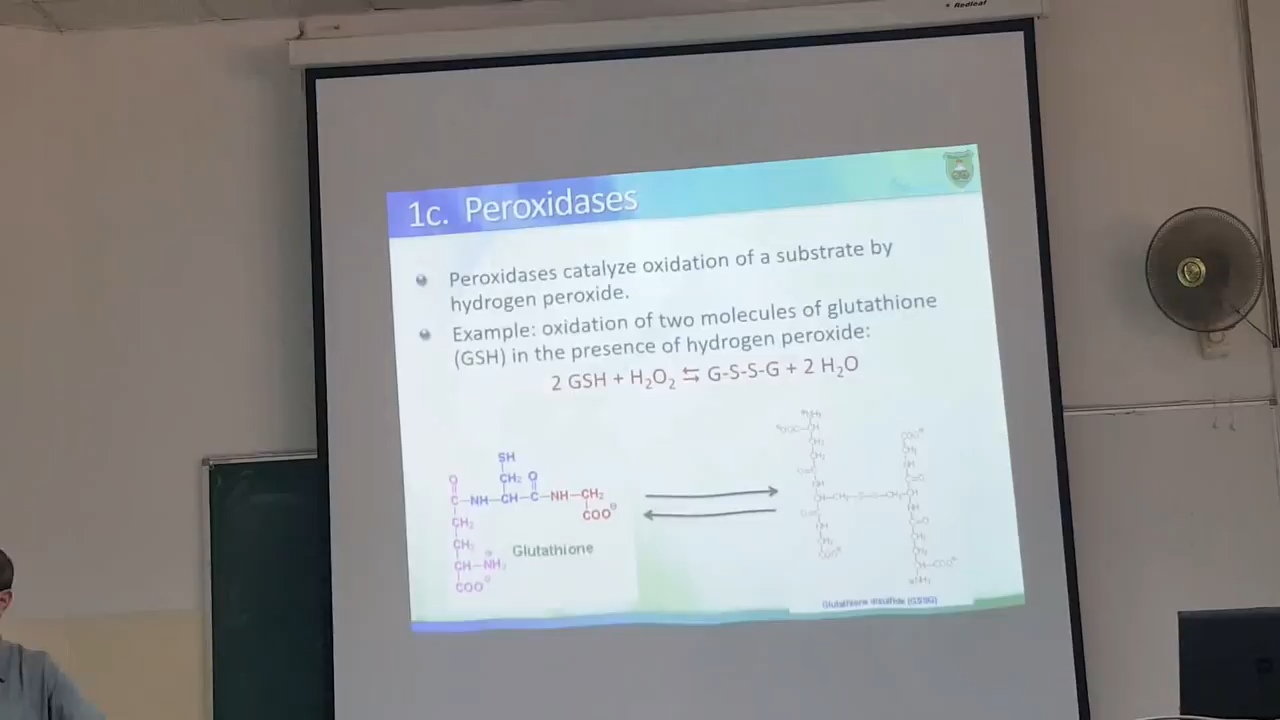 Redleaf
1c. Peroxidases
Peroxidases catalyze oxidation of a substrate by
hydrogen peroxide.
Example: oxidation of two molecules of glutathione
(GSH) in the presence of hydrogen peroxide:
2 GSH + H₂O₂ ⇆ G-S-S-G + 2 H₂O
SH
O CH₂ O
C-NH-CH-C-NH-CH₂
CH₂ COO⊖
CH₂
Glutathione
CH-NH₃
COO⊖